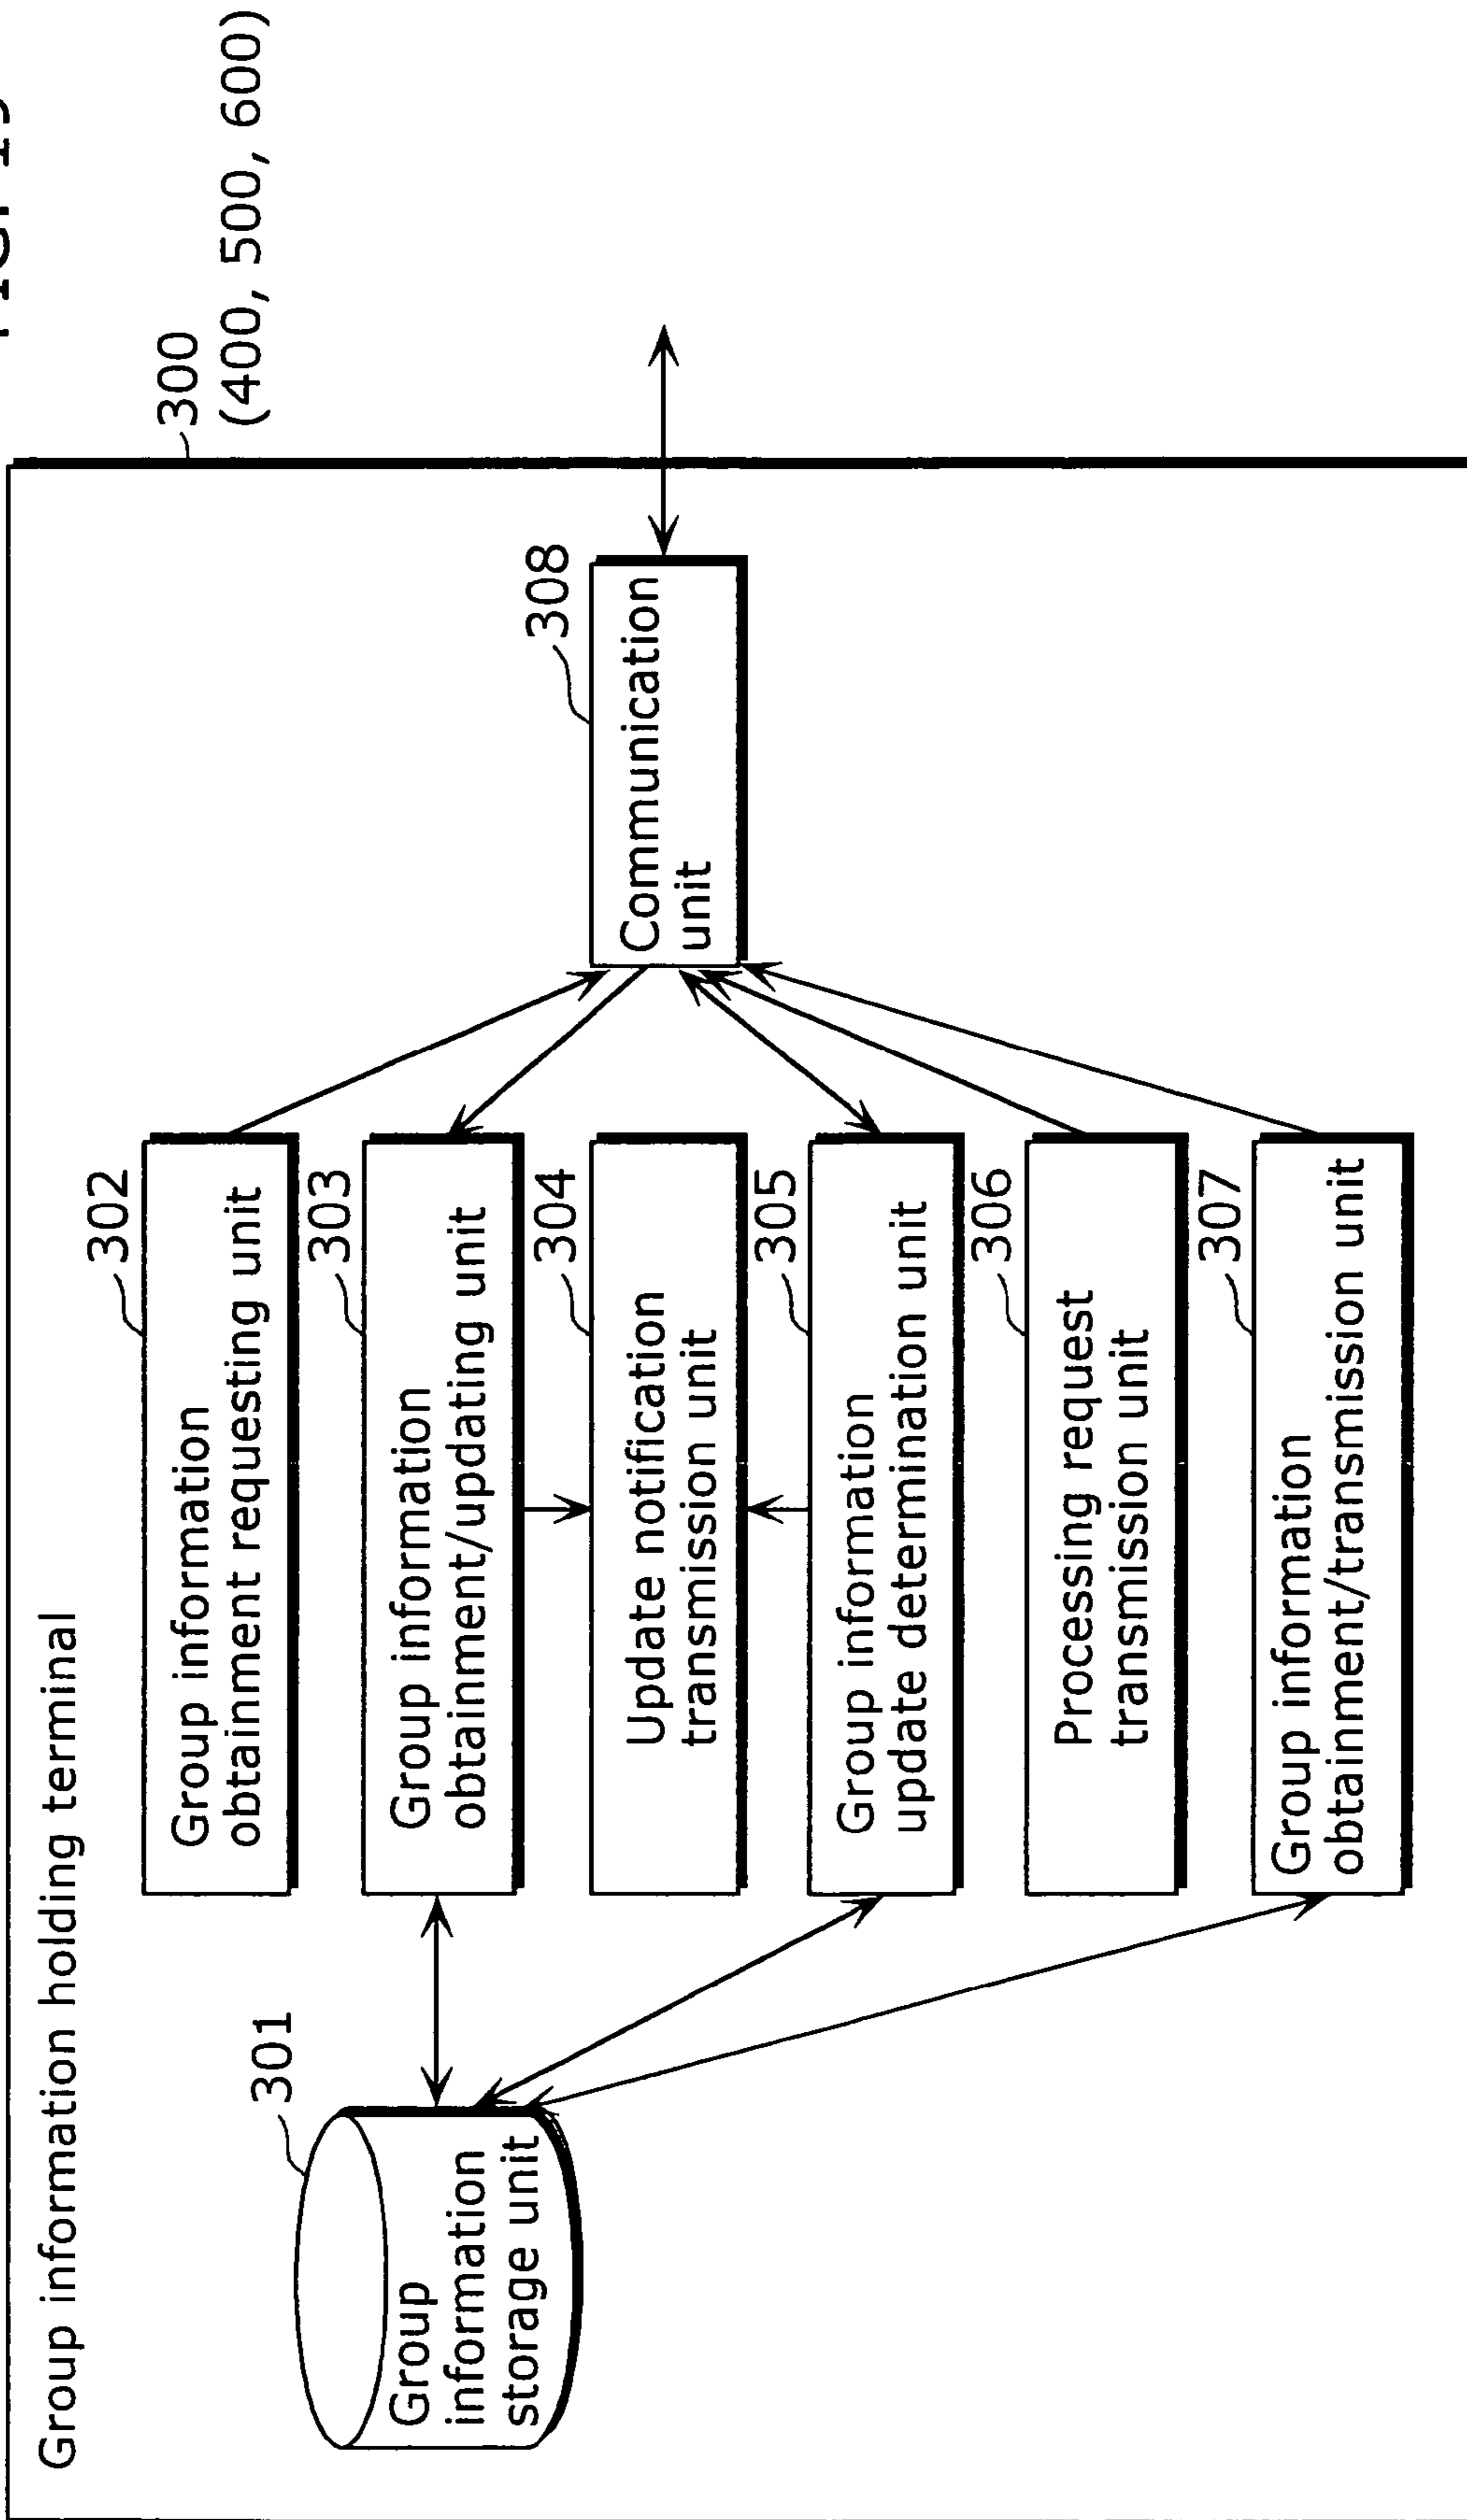 300
(400, 500, 600)
Group information holding terminal
301
Group
information
storage unit
302
Group information
obtainment requesting unit
303
Group information
obtainment/updating unit
304
Update notification
transmission unit
305
Group information
update determination unit
306
Processing request
transmission unit
307
Group information
obtainment/transmission unit
308
Communication
unit